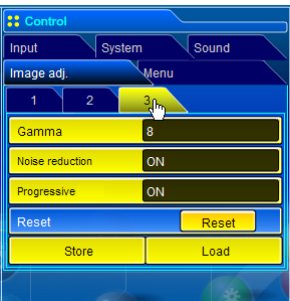 Control
Input System Sound
Image adj. Menu
1 2 3
Gamma 8
Noise reduction ON
Progressive ON
Reset Reset
Store Load